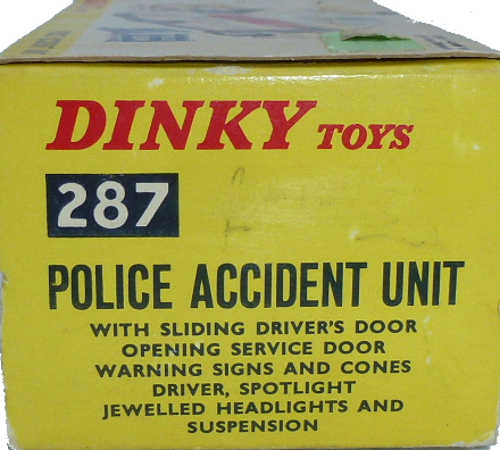 DINKY TOYS
287
POLICE ACCIDENT UNIT
WITH SLIDING DRIVER'S DOOR
OPENING SERVICE DOOR
WARNING SIGNS AND CONES
DRIVER, SPOTLIGHT
JEWELLED HEADLIGHTS AND
SUSPENSION